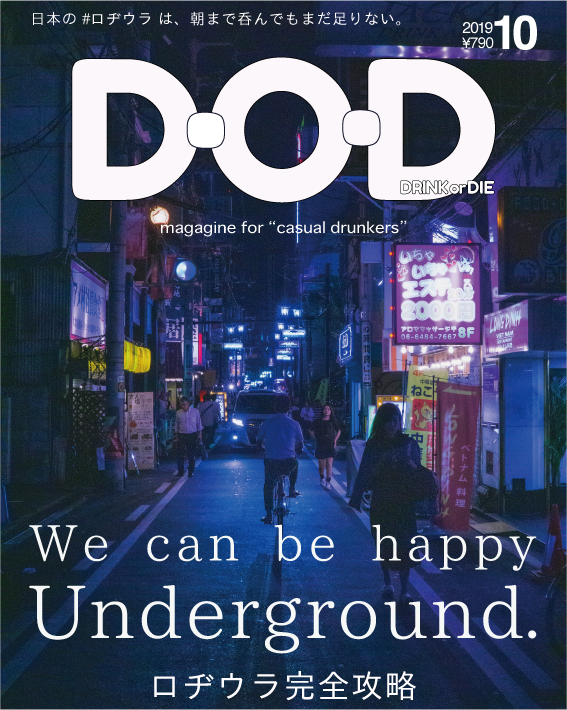 日本の #ロヂウラ は、朝まで呑んでもまだ足りない。
2019
¥790
10
D·O·D
DRINK or DIE
magagine for “casual drunkers”
いちゃ
いちゃ
エステ
2000円
アロママッサージ
06-6484-7667 8F
LONG DINH
ねこ
ベトナム料理
We can be happy
Underground.
ロヂウラ完全攻略